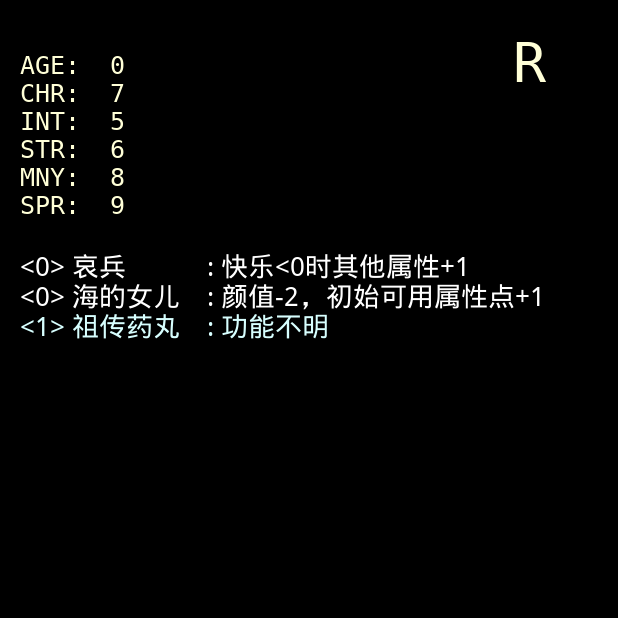 R
AGE: 0
CHR: 7
INT: 5
STR: 6
MNY: 8
SPR: 9
<0> 哀兵 : 快乐<0时其他属性+1
<0> 海的女儿 : 颜值-2，初始可用属性点+1
<1> 祖传药丸 : 功能不明